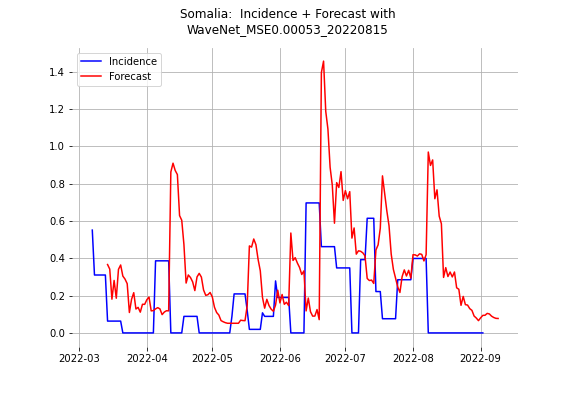 Somalia:  Incidence + Forecast with
WaveNet_MSE0.00053_20220815
Incidence
Forecast
1.4
1.2
1.0
0.8
0.6
0.4
0.2
0.0
2022-03 2022-04 2022-05 2022-06 2022-07 2022-08 2022-09